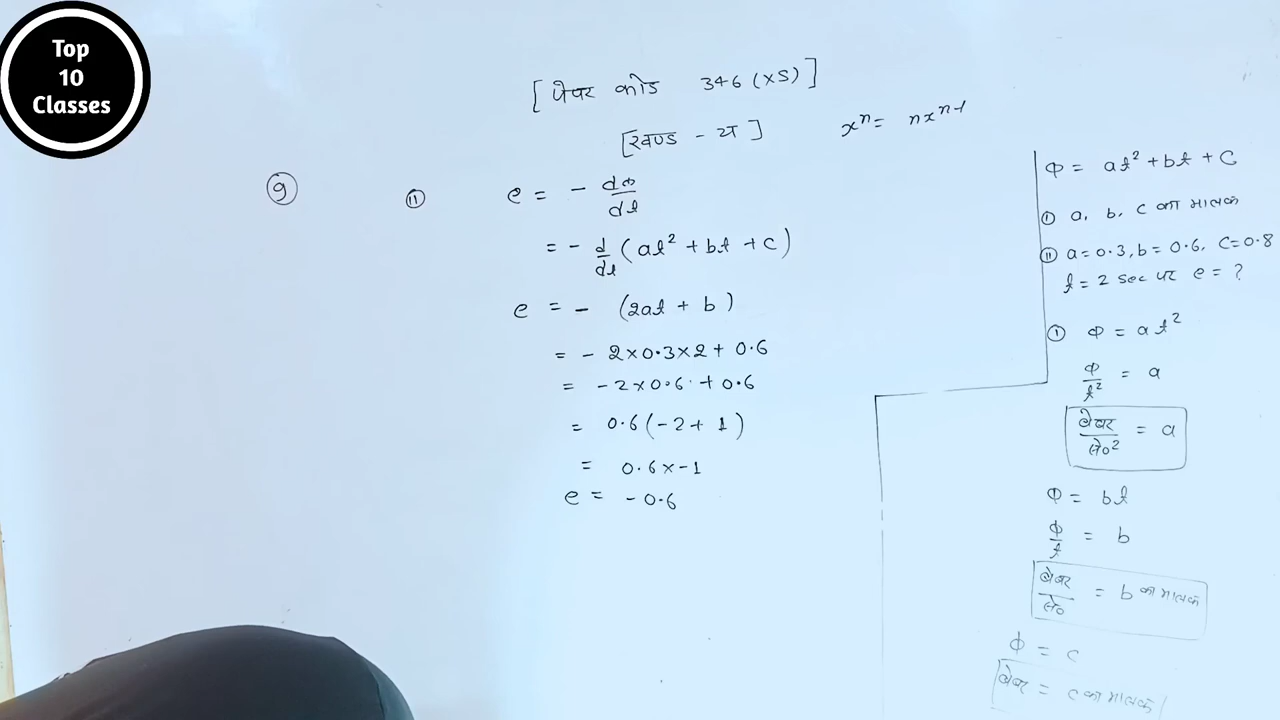 Top
10
Classes
[पेपर कोड 346 (XS)]
[खण्ड - य]
xⁿ = nxⁿ⁻¹
9
ii
e = - dΦ/dt
= - d/dt (at² + bt + c)
e = - (2at + b)
= - 2×0.3×2 + 0.6
= - 2×0.6 + 0.6
= 0.6(-2 + 1)
= 0.6×-1
e = -0.6
Φ = at² + bt + c
i a, b, c का मात्रक
ii a = 0.3, b = 0.6, c = 0.8
t = 2 sec पर e = ?
i Φ = at²
Φ/t² = a
वेबर/से०² = a
Φ = bt
Φ/t = b
वेबर/से० = b का मात्रक
Φ = c
वेबर = c का मात्रक